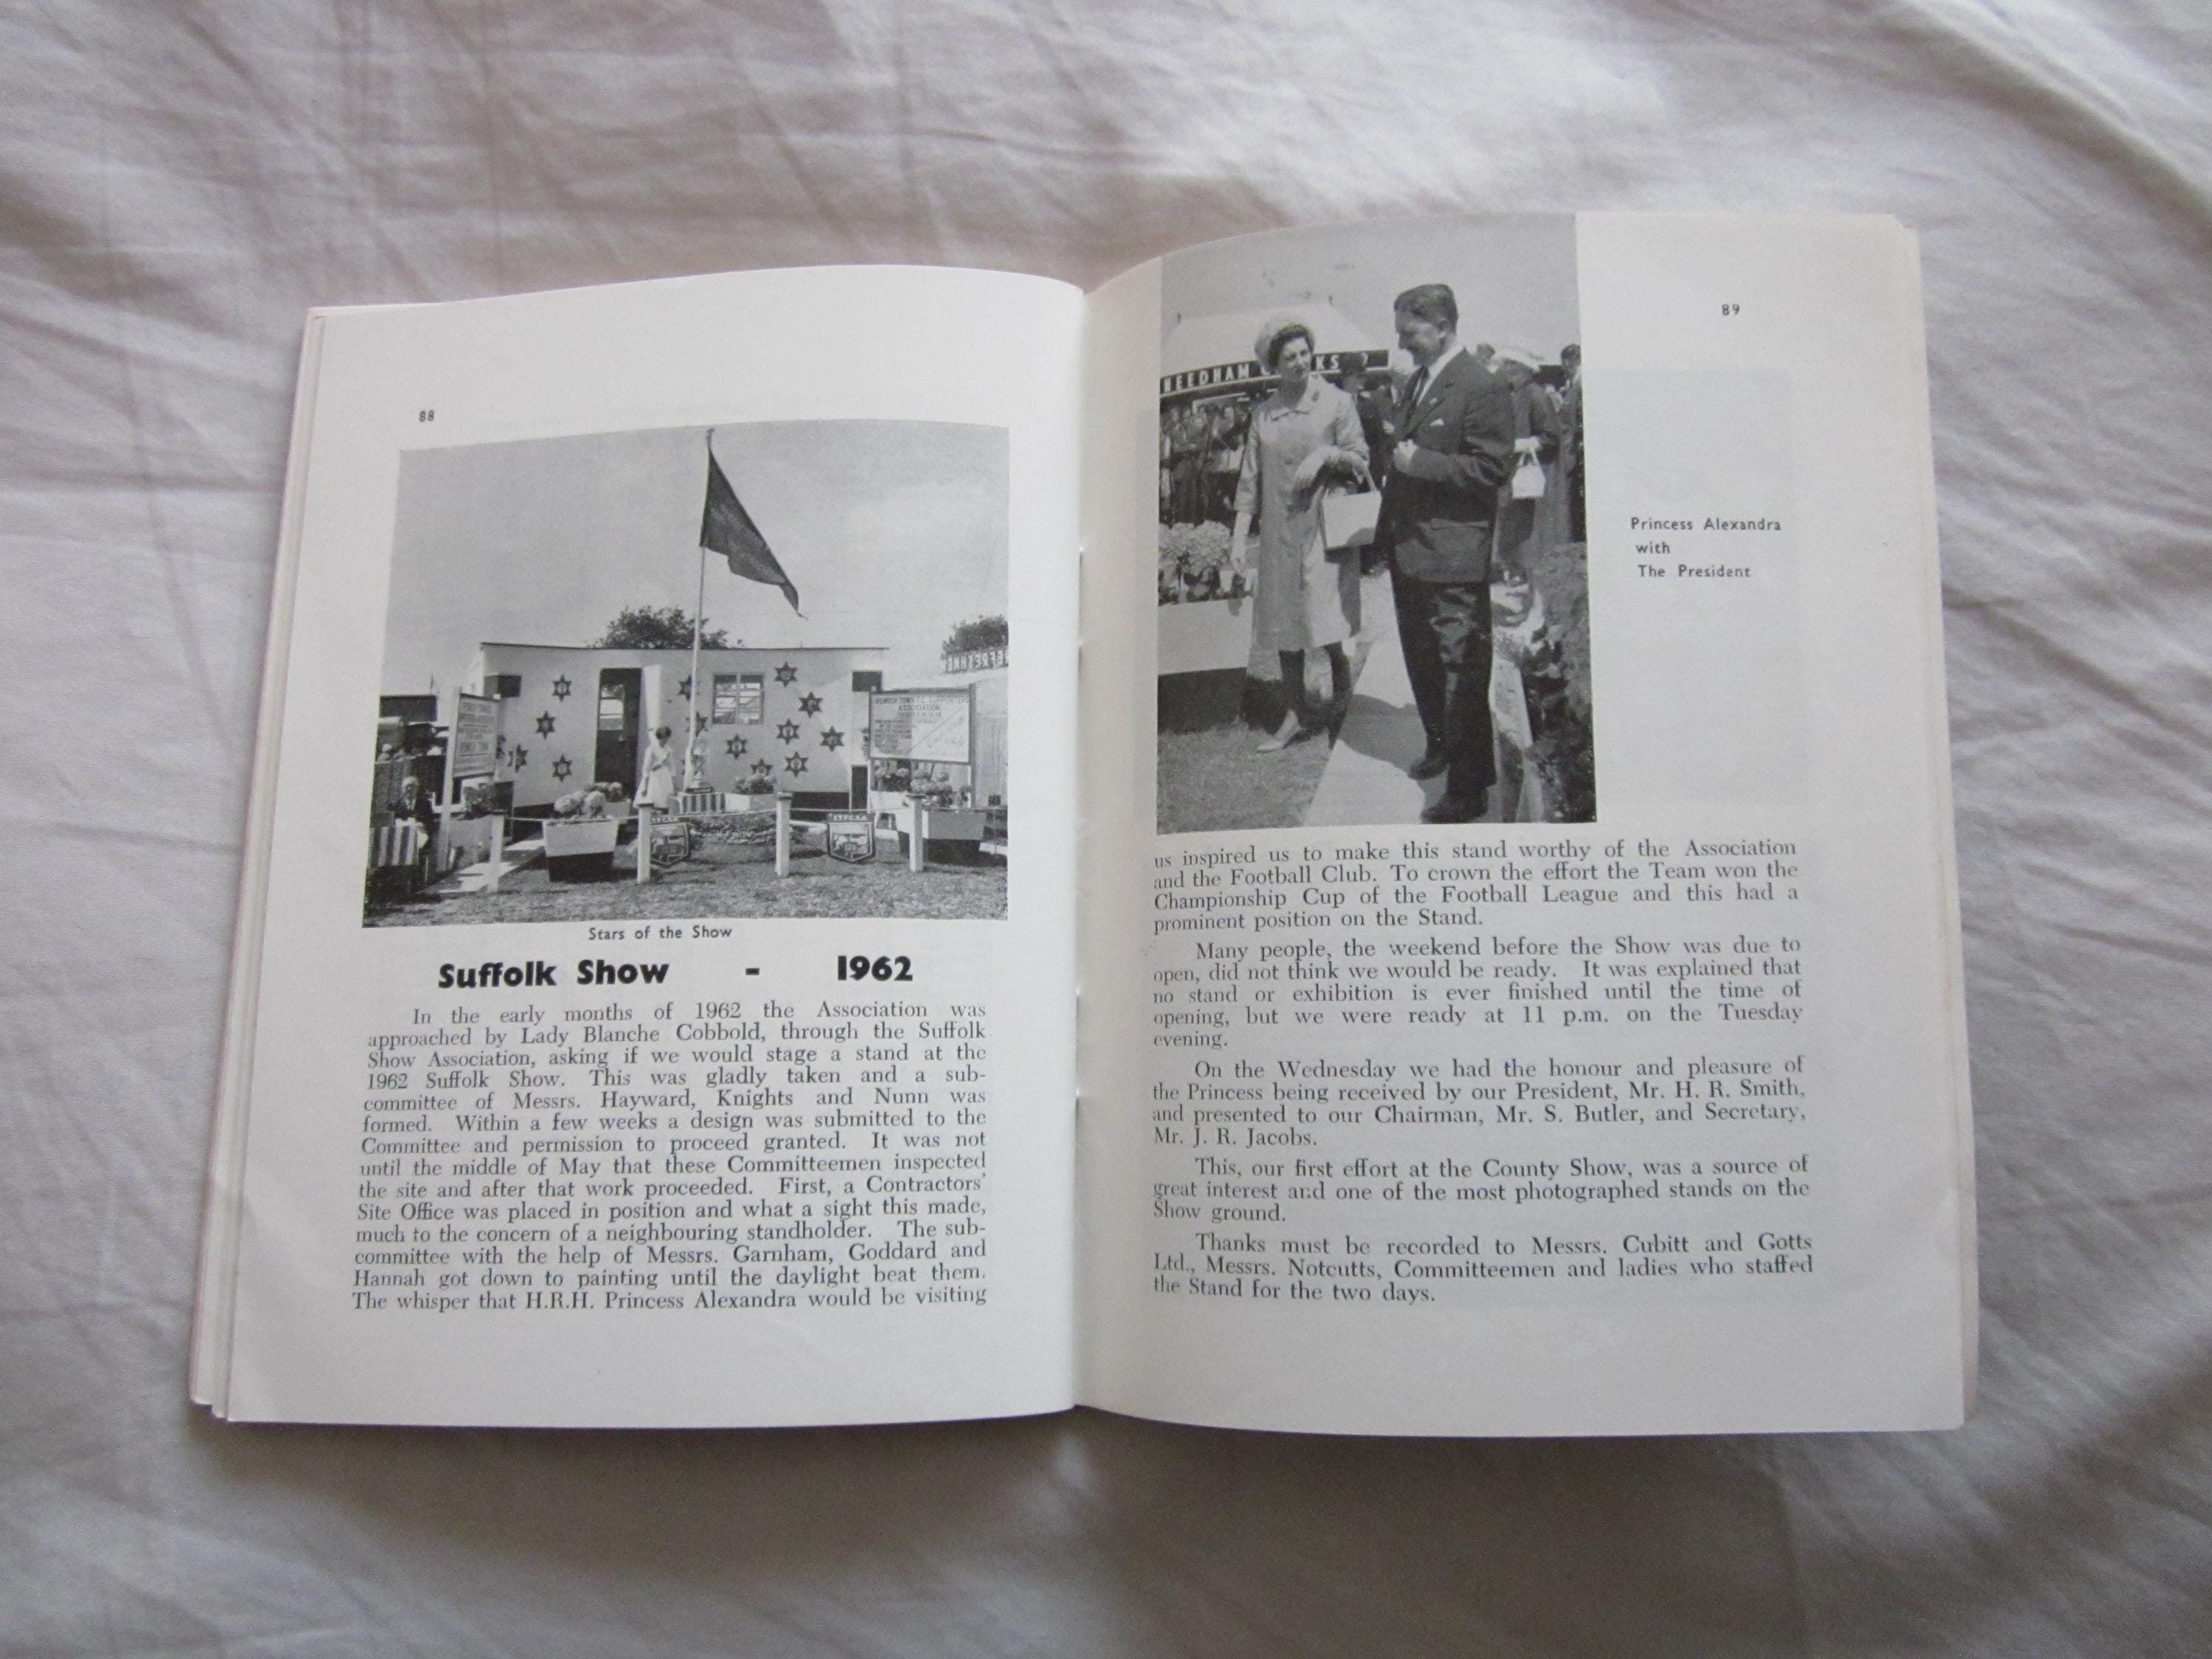 88
IPSWICH TOWN F.C. SUPPORTERS
ASSOCIATION
Stars of the Show
Suffolk Show - 1962
In the early months of 1962 the Association was
approached by Lady Blanche Cobbold, through the Suffolk
Show Association, asking if we would stage a stand at the
1962 Suffolk Show. This was gladly taken and a sub-
committee of Messrs. Hayward, Knights and Nunn was
formed. Within a few weeks a design was submitted to the
Committee and permission to proceed granted. It was not
until the middle of May that these Committeemen inspected
the site and after that work proceeded. First, a Contractors'
Site Office was placed in position and what a sight this made,
much to the concern of a neighbouring standholder. The sub-
committee with the help of Messrs. Garnham, Goddard and
Hannah got down to painting until the daylight beat them.
The whisper that H.R.H. Princess Alexandra would be visiting
89
NEEDHAM
Princess Alexandra
with
The President
us inspired us to make this stand worthy of the Association
and the Football Club. To crown the effort the Team won the
Championship Cup of the Football League and this had a
prominent position on the Stand.
Many people, the weekend before the Show was due to
open, did not think we would be ready. It was explained that
no stand or exhibition is ever finished until the time of
opening, but we were ready at 11 p.m. on the Tuesday
evening.
On the Wednesday we had the honour and pleasure of
the Princess being received by our President, Mr. H. R. Smith,
and presented to our Chairman, Mr. S. Butler, and Secretary,
Mr. J. R. Jacobs.
This, our first effort at the County Show, was a source of
great interest and one of the most photographed stands on the
Show ground.
Thanks must be recorded to Messrs. Cubitt and Gotts
Ltd., Messrs. Notcutts, Committeemen and ladies who staffed
the Stand for the two days.